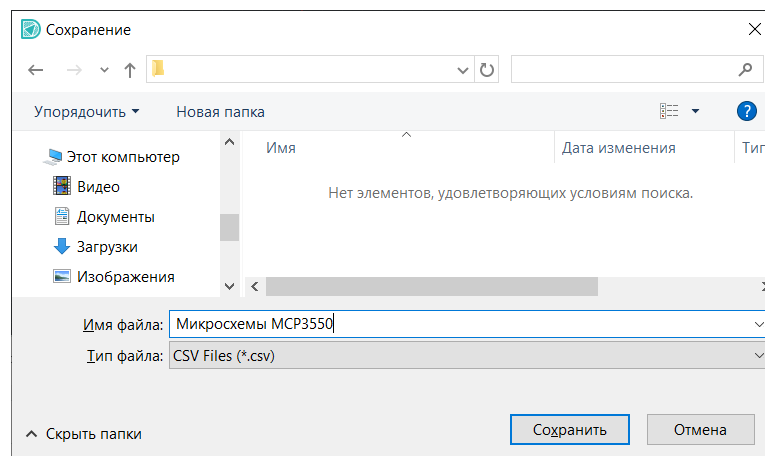 Сохранение
Упорядочить Новая папка ?
Имя Дата изменения Тип
Этот компьютер
Нет элементов, удовлетворяющих условиям поиска.
Видео
Документы
Загрузки
Изображения
Имя файла: Микросхемы MCP3550
Тип файла: CSV Files (*.csv)
Скрыть папки Сохранить Отмена